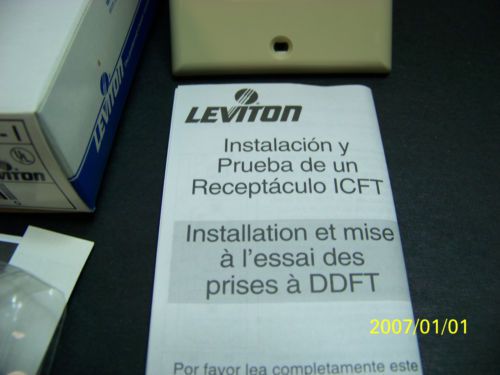 LEVITON
Instalación y
Prueba de un
Receptáculo ICFT
Installation et mise
à l'essai des
prises à DDFT
Por favor lea completamente este
-I
UL
LEVITON
2007/01/01